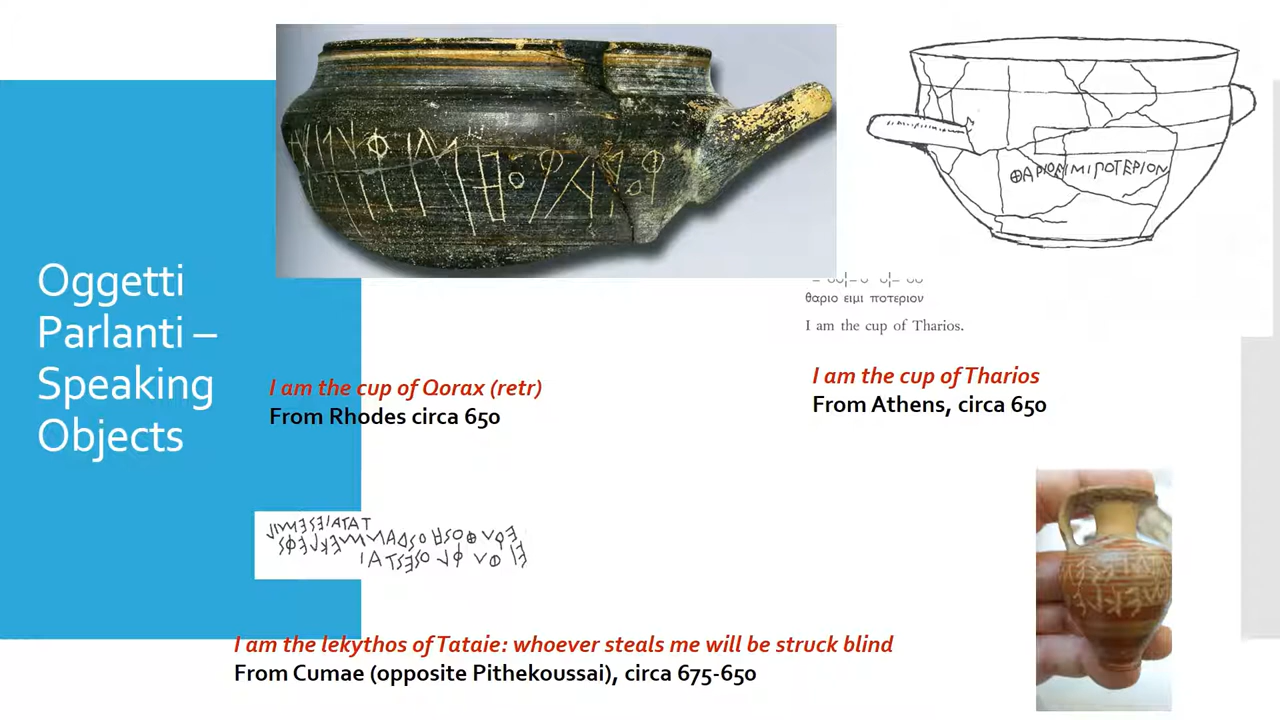 Oggetti
Parlanti –
Speaking
Objects
ΘΑΡΙΟΕΙΜΙΠΟΤΕΡΙΟΝ
θαριο ειμι ποτεριον
I am the cup of Tharios.
I am the cup of Qorax (retr)
From Rhodes circa 650
I am the cup of Tharios
From Athens, circa 650
I am the lekythos of Tataie: whoever steals me will be struck blind
From Cumae (opposite Pithekoussai), circa 675-650